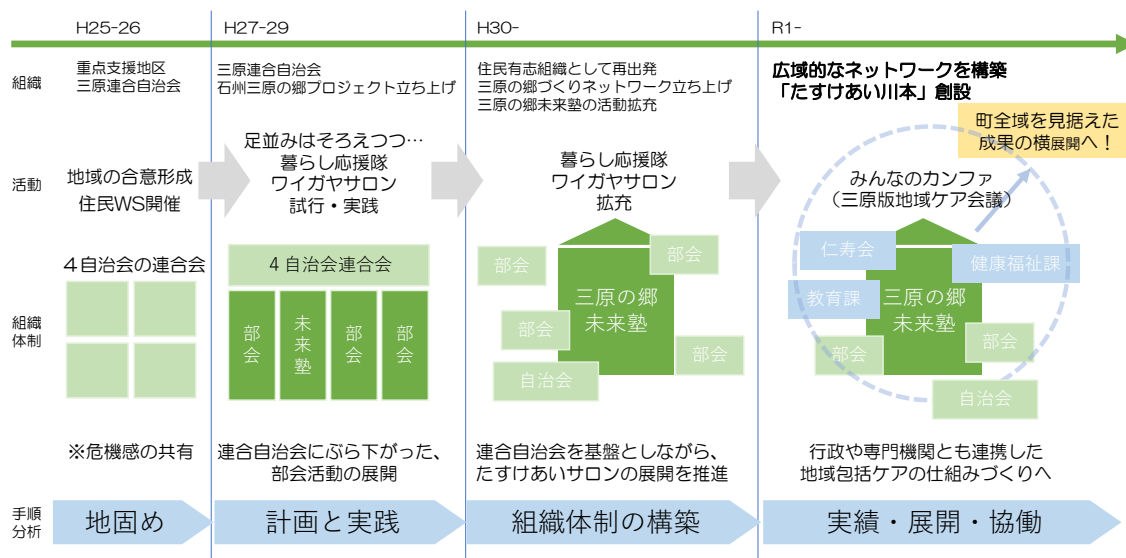 H25-26
H27-29
H30-
R1-
組織
重点支援地区
三原連合自治会
三原連合自治会
石州三原の郷プロジェクト立ち上げ
住民有志組織として再出発
三原の郷づくりネットワーク立ち上げ
三原の郷未来塾の活動拡充
広域的なネットワークを構築
「たすけあい川本」創設
町全域を見据えた
成果の横展開へ！
活動
地域の合意形成
住民WS開催
足並みはそろえつつ…
暮らし応援隊
ワイガヤサロン
試行・実践
暮らし応援隊
ワイガヤサロン
拡充
みんなのカンファ
（三原版地域ケア会議）
組織
体制
４自治会の連合会
４自治会連合会
部会
未来塾
部会
部会
部会
部会
三原の郷
未来塾
部会
部会
自治会
仁寿会
健康福祉課
教育課
三原の郷
未来塾
部会
部会
自治会
※危機感の共有
連合自治会にぶら下がった、
部会活動の展開
連合自治会を基盤としながら、
たすけあいサロンの展開を推進
行政や専門機関とも連携した
地域包括ケアの仕組みづくりへ
手順
分析
地固め
計画と実践
組織体制の構築
実績・展開・協働